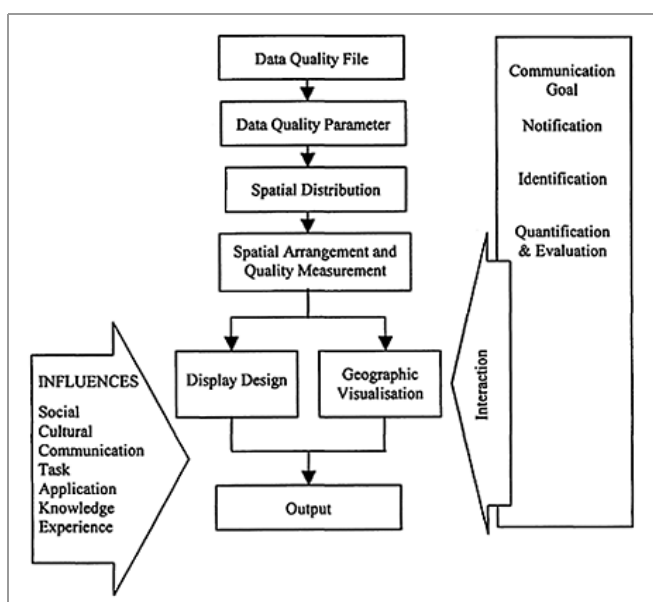 Data Quality File
Data Quality Parameter
Spatial Distribution
Spatial Arrangement and
Quality Measurement
Display Design
Geographic
Visualisation
Output
INFLUENCES
Social
Cultural
Communication
Task
Application
Knowledge
Experience
Interaction
Communication
Goal
Notification
Identification
Quantification
& Evaluation